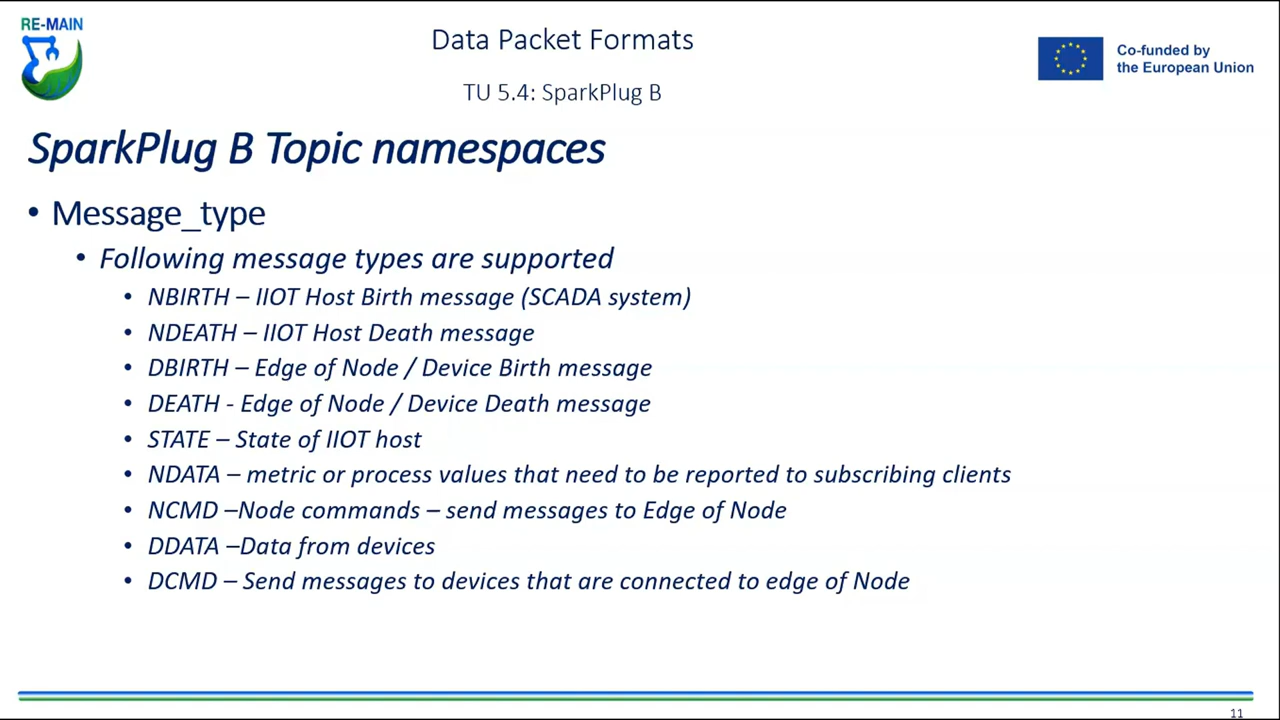 RE-MAIN
Data Packet Formats
Co-funded by
the European Union
TU 5.4: SparkPlug B
SparkPlug B Topic namespaces
• Message_type
• Following message types are supported
• NBIRTH – IIOT Host Birth message (SCADA system)
• NDEATH – IIOT Host Death message
• DBIRTH – Edge of Node / Device Birth message
• DEATH - Edge of Node / Device Death message
• STATE – State of IIOT host
• NDATA – metric or process values that need to be reported to subscribing clients
• NCMD –Node commands – send messages to Edge of Node
• DDATA –Data from devices
• DCMD – Send messages to devices that are connected to edge of Node
11